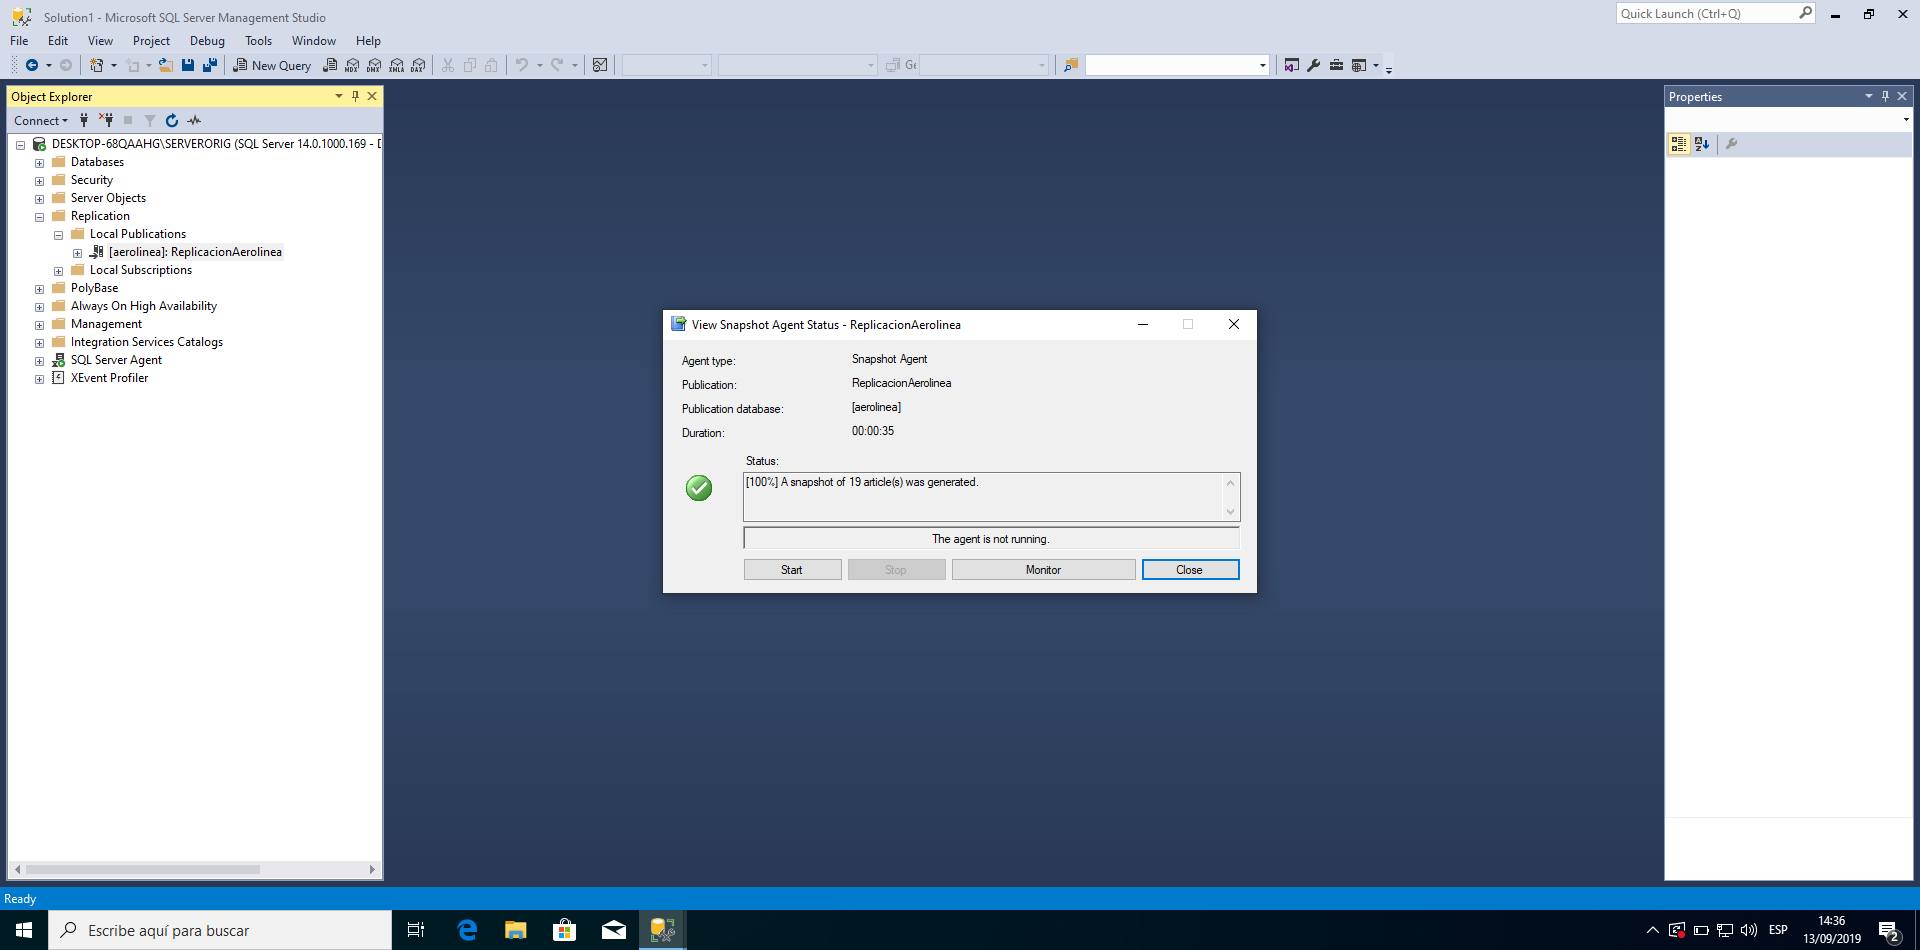 Solution1 - Microsoft SQL Server Management Studio
Quick Launch (Ctrl+Q)
File Edit View Project Debug Tools Window Help
New Query
MDX DMX XMLA DAX
Object Explorer
Connect
DESKTOP-68QAAHG\SERVERORIG (SQL Server 14.0.1000.169 - D
Databases
Security
Server Objects
Replication
Local Publications
[aerolinea]: ReplicacionAerolinea
Local Subscriptions
PolyBase
Always On High Availability
Management
Integration Services Catalogs
SQL Server Agent
XEvent Profiler
View Snapshot Agent Status - ReplicacionAerolinea
Agent type: Snapshot Agent
Publication: ReplicacionAerolinea
Publication database: [aerolinea]
Duration: 00:00:35
Status:
[100%] A snapshot of 19 article(s) was generated.
The agent is not running.
Start Stop Monitor Close
Properties
Ready
Escribe aquí para buscar
ESP
14:36
13/09/2019
2